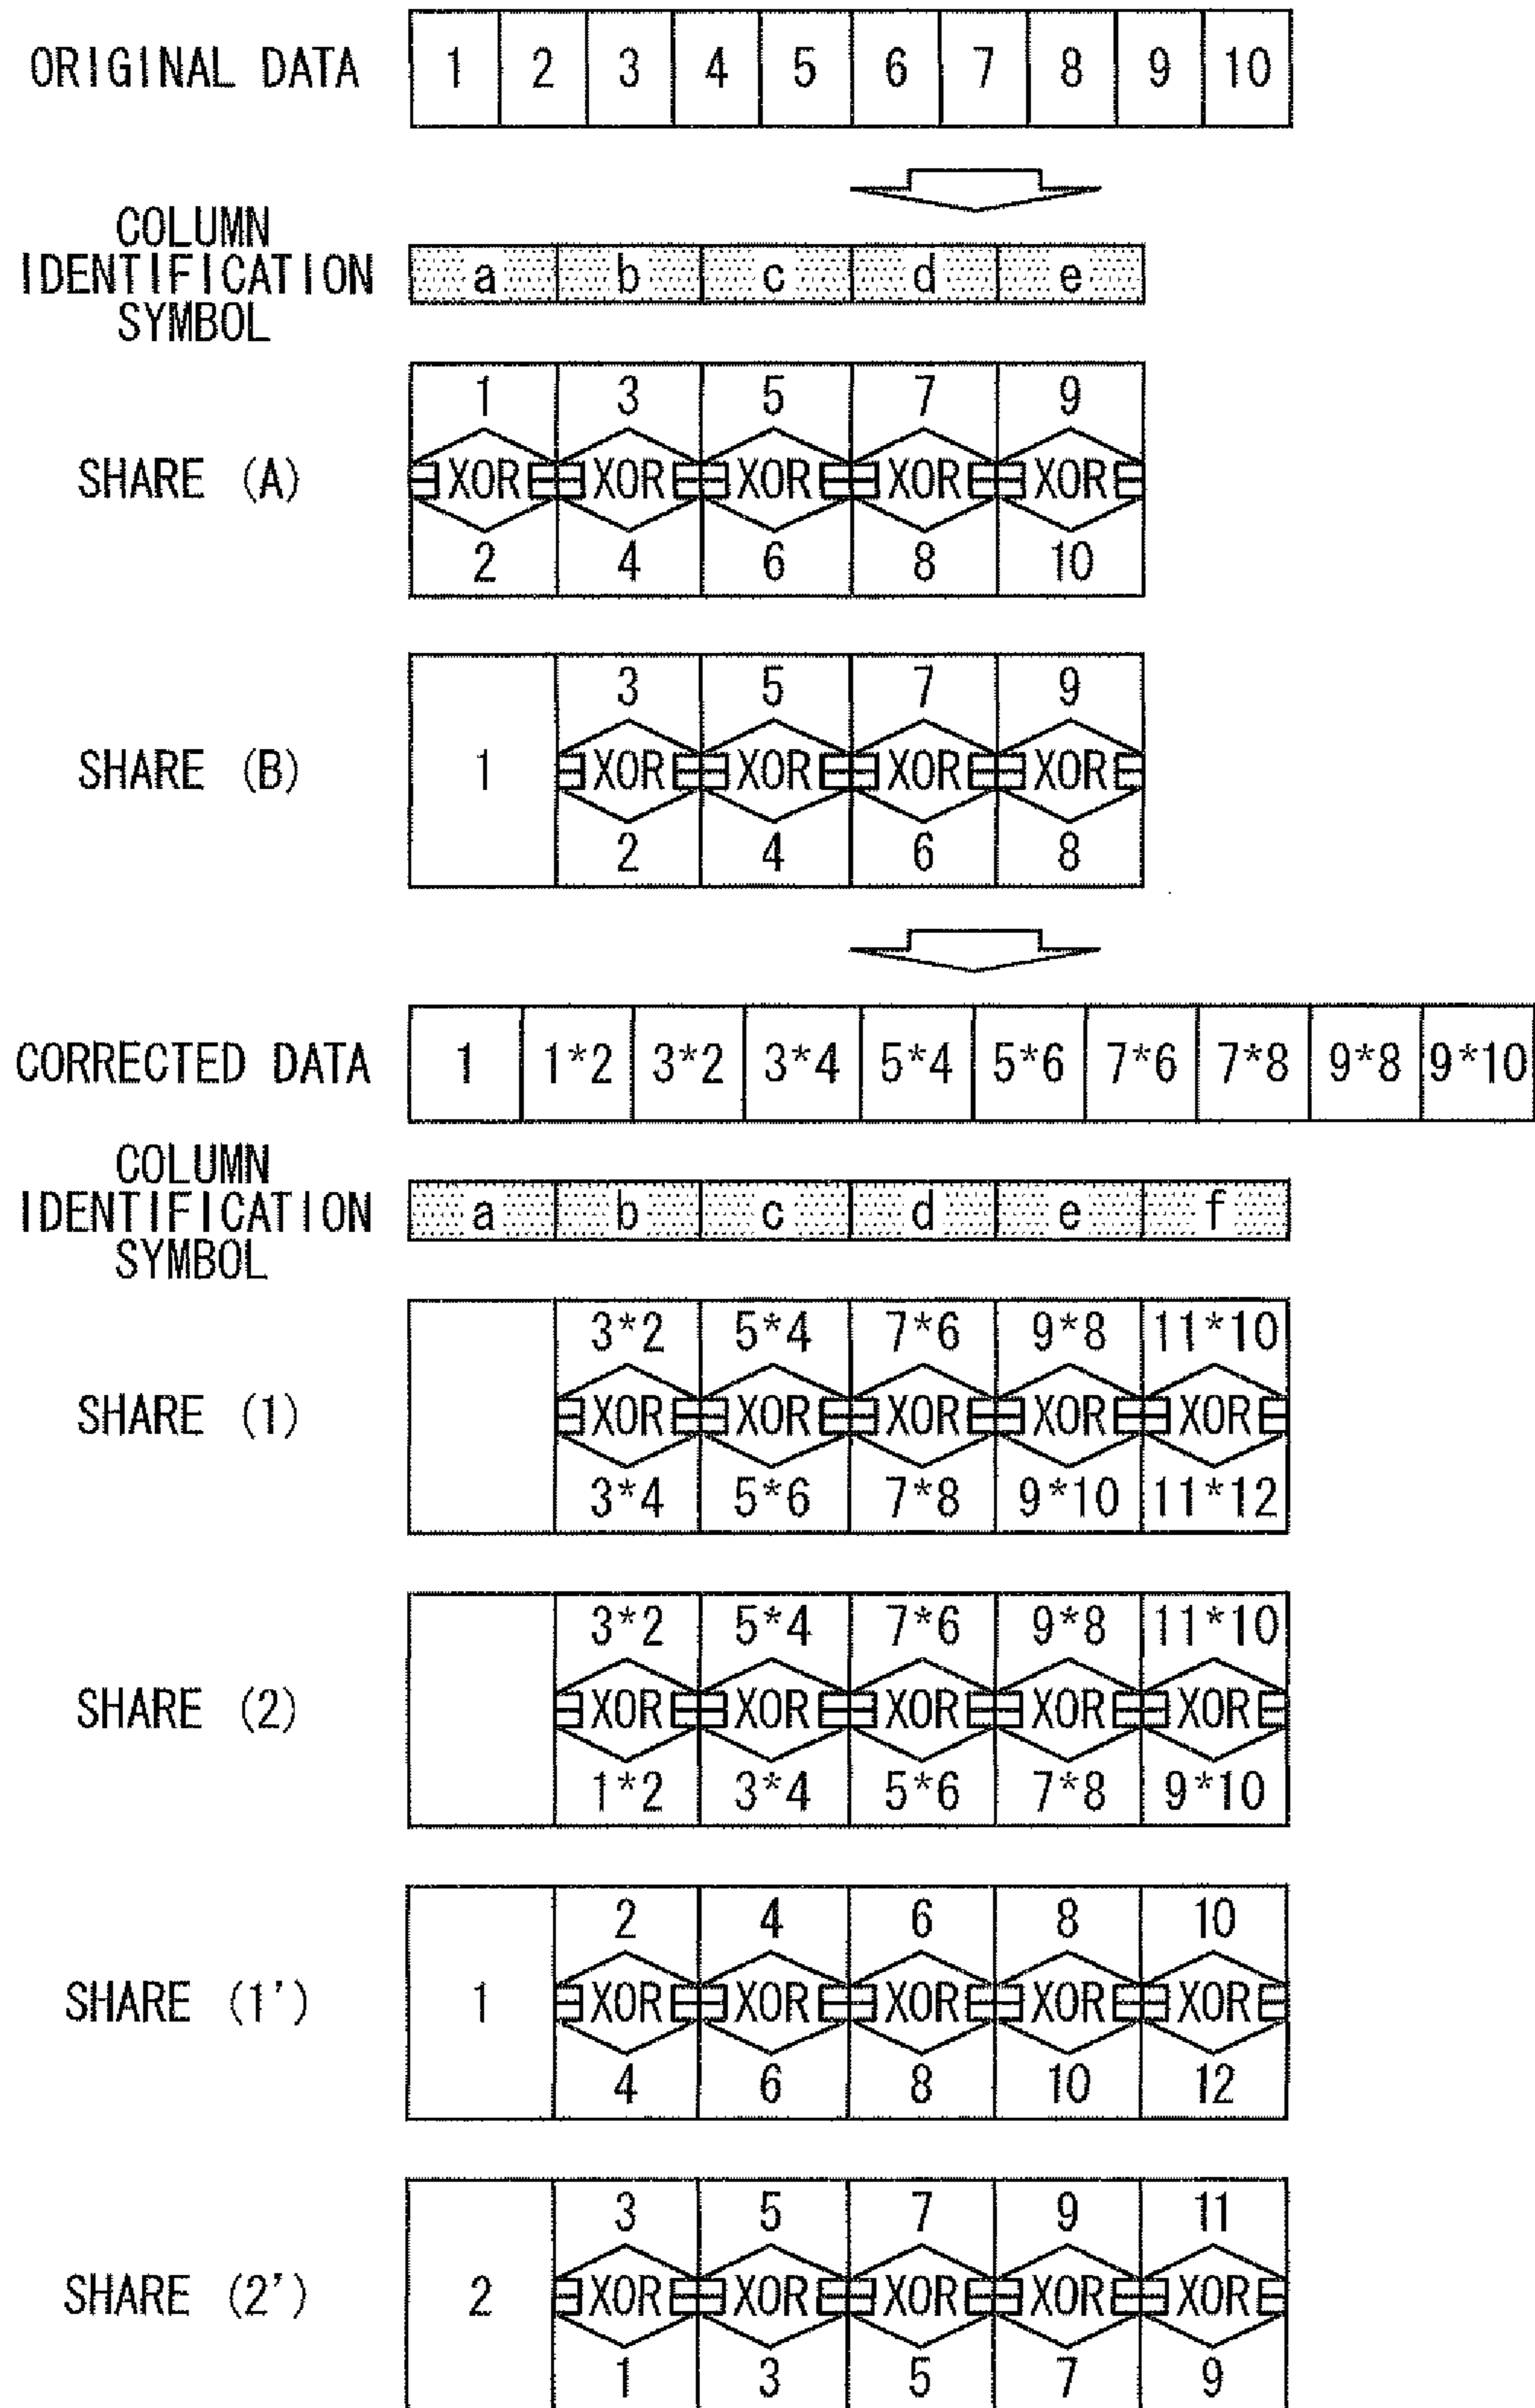 ORIGINAL DATA 1 2 3 4 5 6 7 8 9 10
COLUMN
IDENTIFICATION
SYMBOL
a b c d e
1 3 5 7 9
SHARE (A) XOR XOR XOR XOR XOR
2 4 6 8 10
3 5 7 9
SHARE (B) 1 XOR XOR XOR XOR
2 4 6 8
CORRECTED DATA 1 1*2 3*2 3*4 5*4 5*6 7*6 7*8 9*8 9*10
COLUMN
IDENTIFICATION
SYMBOL
a b c d e f
3*2 5*4 7*6 9*8 11*10
SHARE (1) XOR XOR XOR XOR XOR
3*4 5*6 7*8 9*10 11*12
3*2 5*4 7*6 9*8 11*10
SHARE (2) XOR XOR XOR XOR XOR
1*2 3*4 5*6 7*8 9*10
2 4 6 8 10
SHARE (1') 1 XOR XOR XOR XOR XOR
4 6 8 10 12
3 5 7 9 11
SHARE (2') 2 XOR XOR XOR XOR XOR
1 3 5 7 9